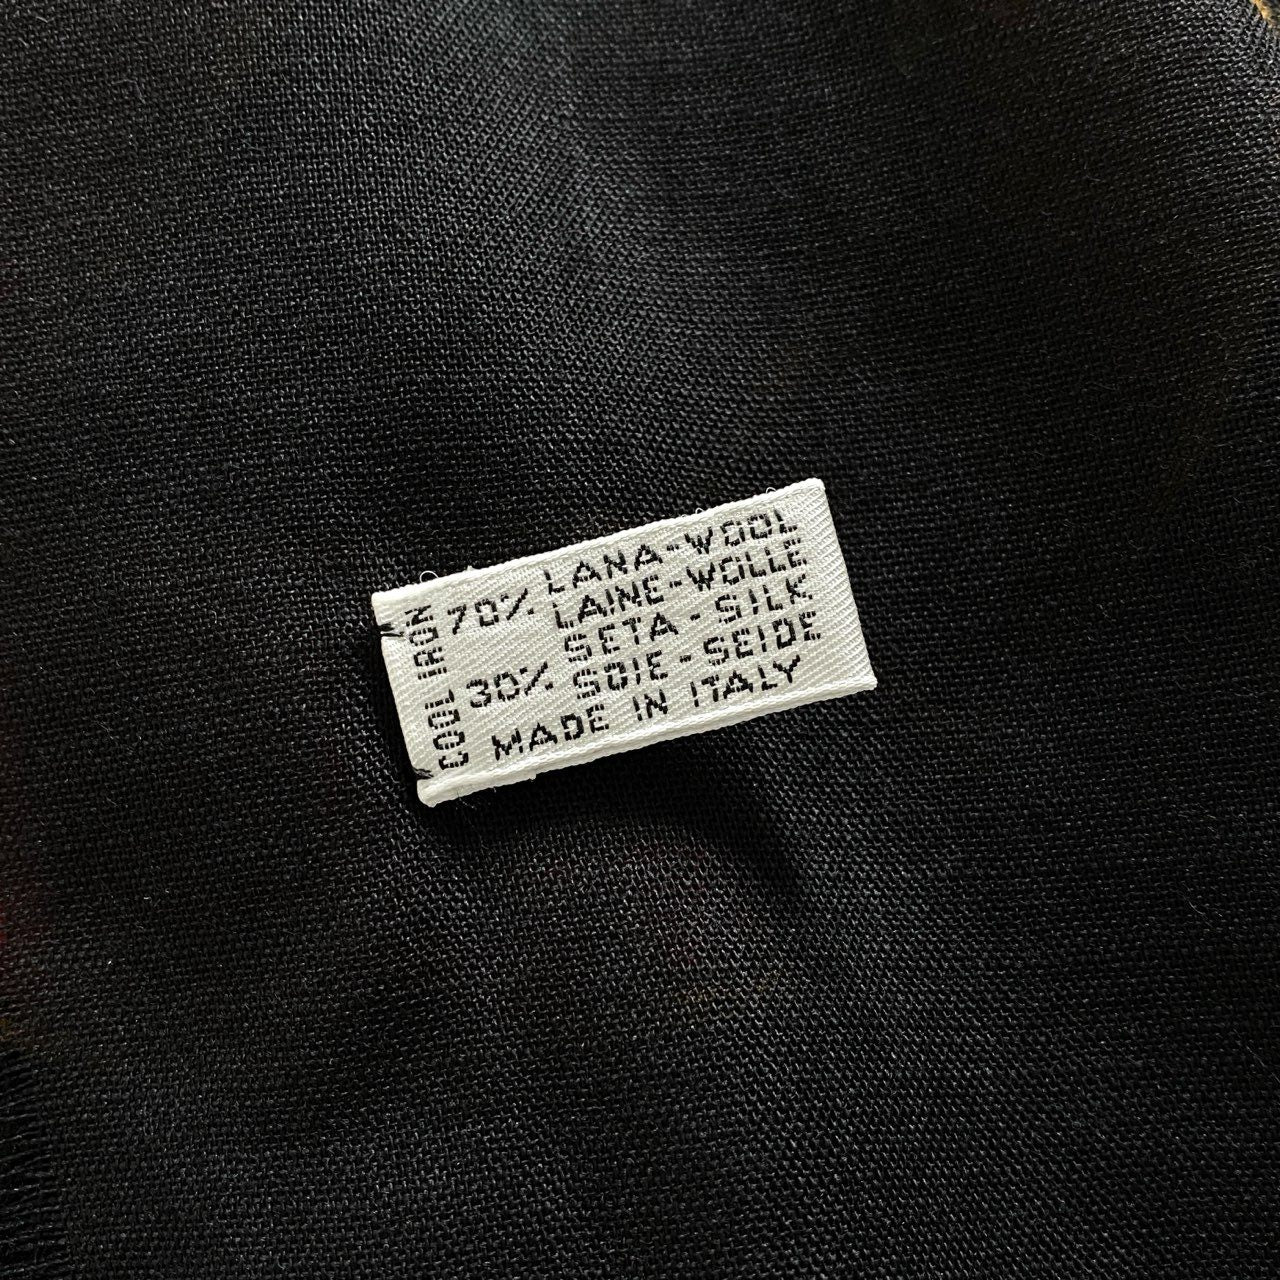 COOL IRON
70% LANA-WOOL
LAINE-WOLLE
SETA-SILK
30% SOIE-SEIDE
MADE IN ITALY